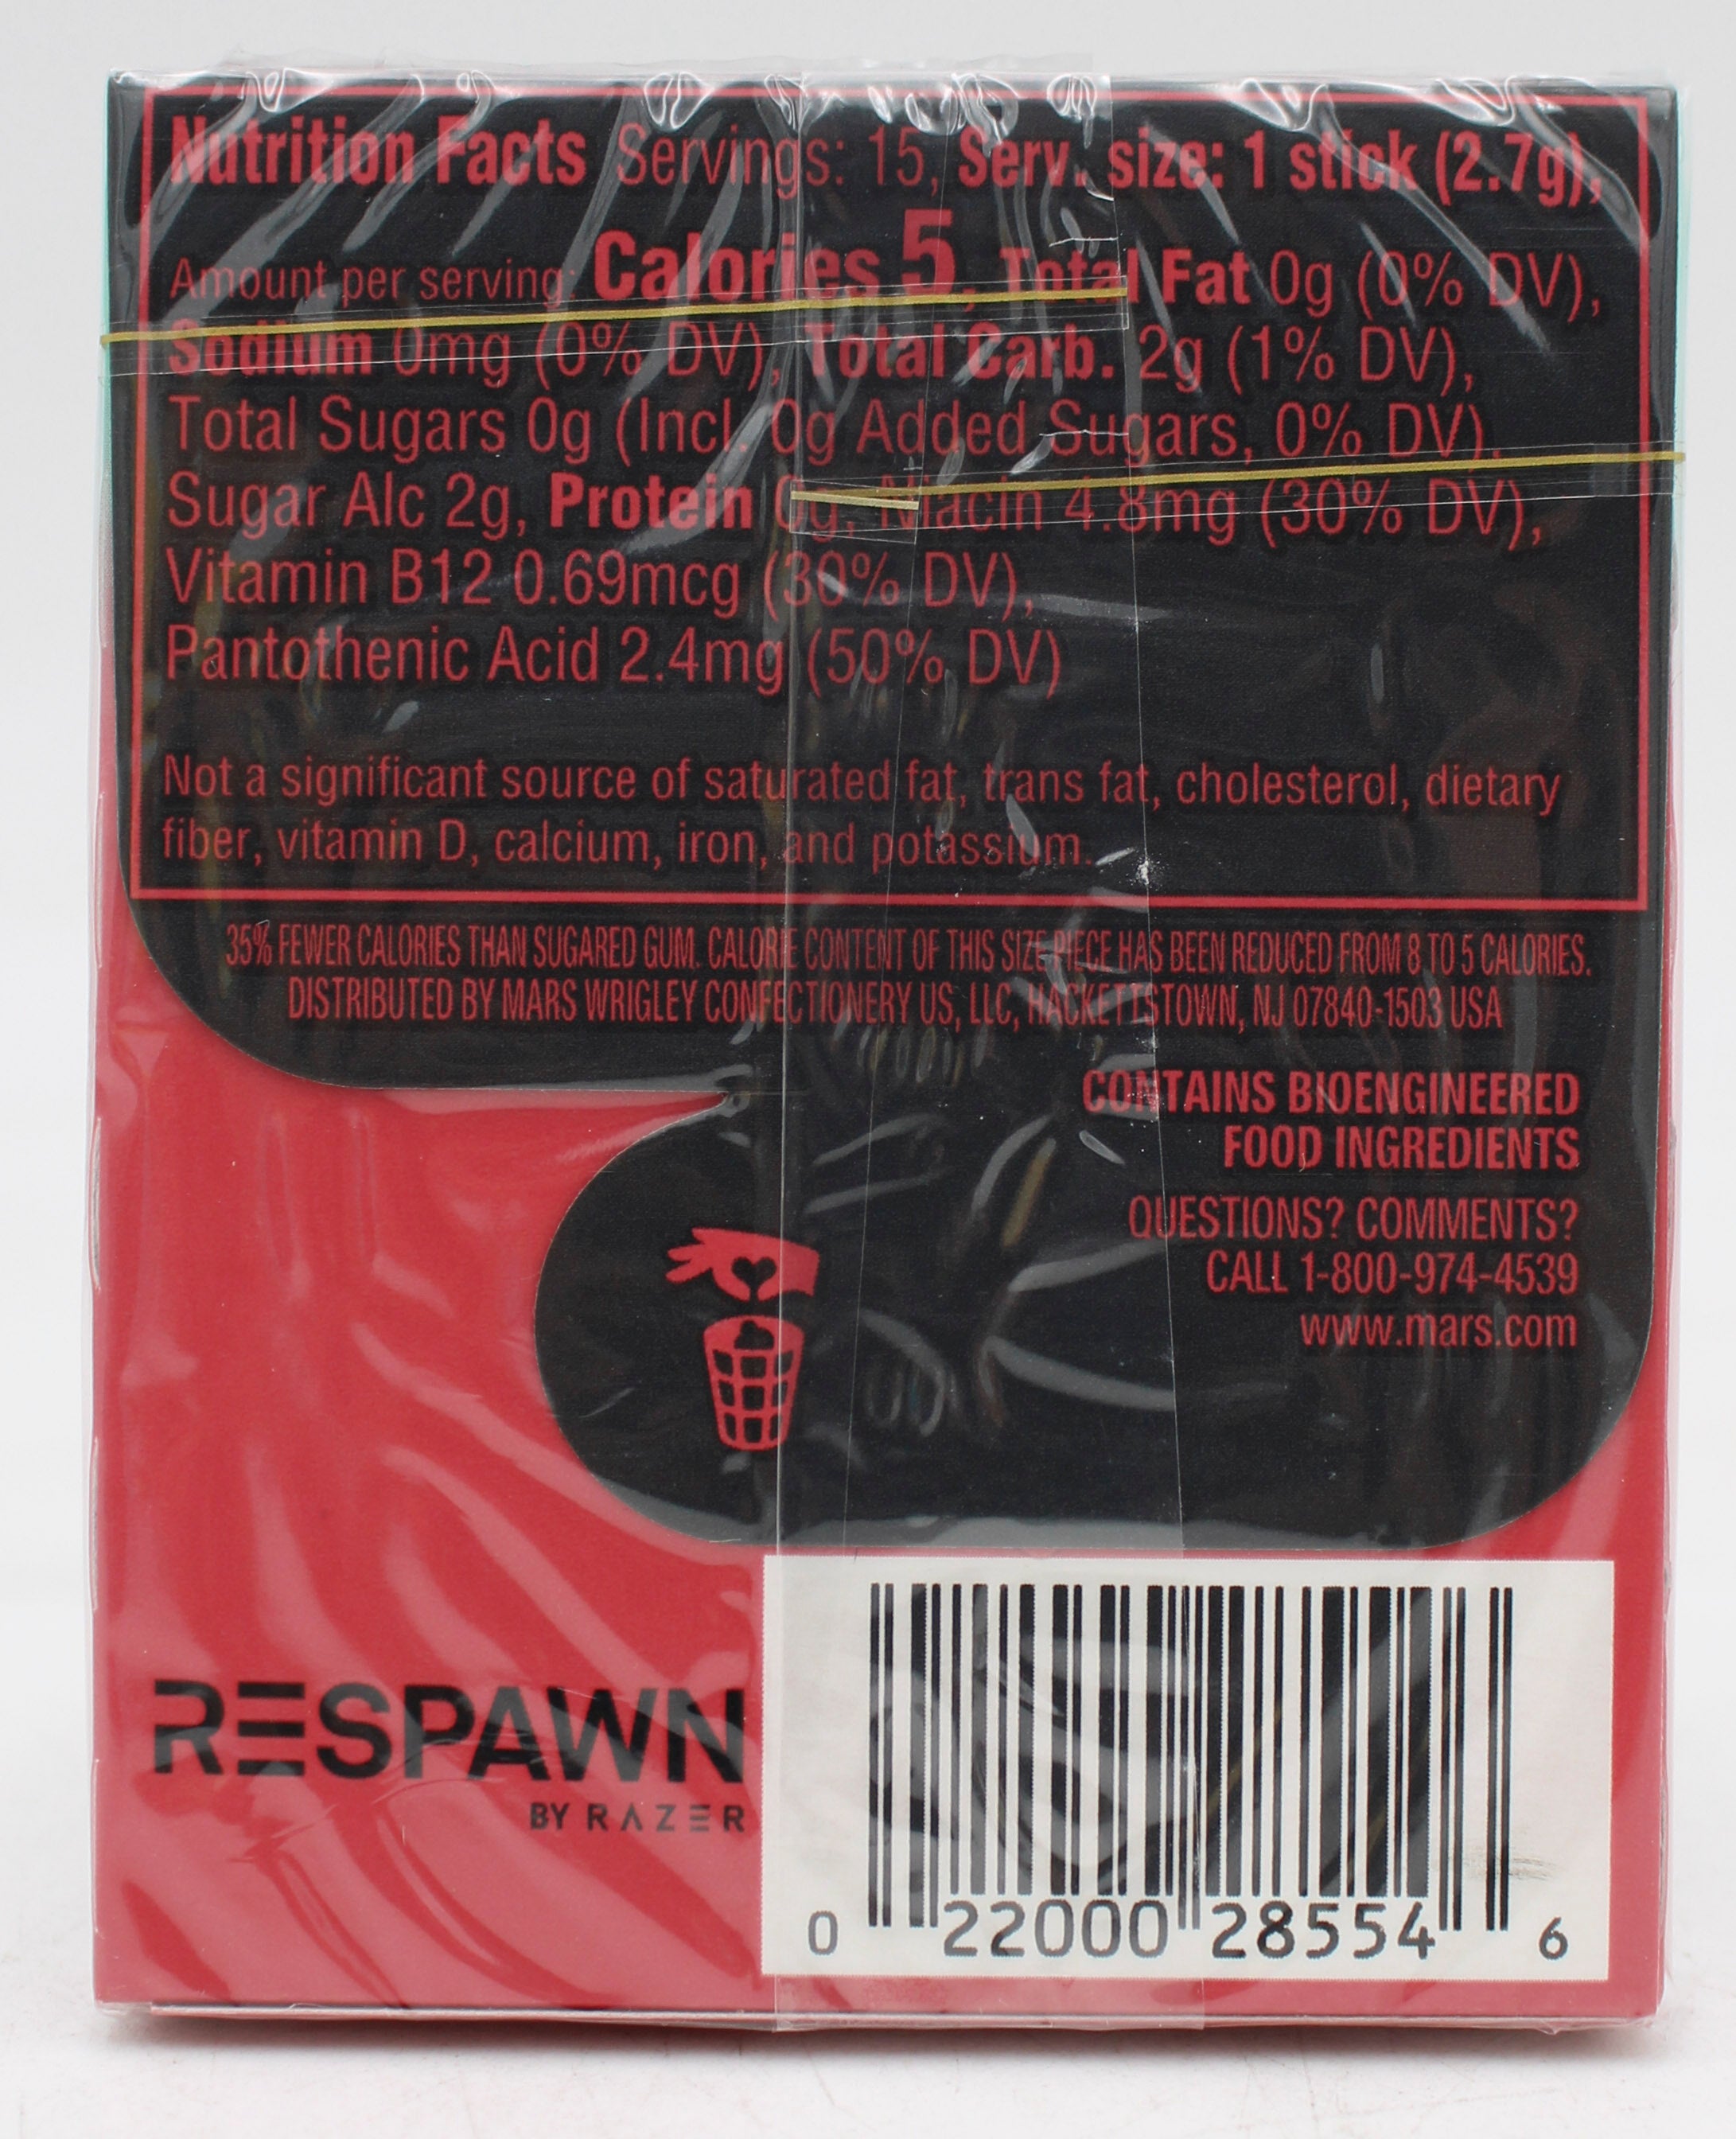 Nutrition Facts Servings: 15, Serv. size: 1 stick (2.7g),
Amount per serving: Calories 5, Total Fat 0g (0% DV),
Sodium 0mg (0% DV), Total Carb. 2g (1% DV),
Total Sugars 0g (Incl. 0g Added Sugars, 0% DV),
Sugar Alc 2g, Protein 0g, Niacin 4.8mg (30% DV),
Vitamin B12 0.69mcg (30% DV),
Pantothenic Acid 2.4mg (50% DV)
Not a significant source of saturated fat, trans fat, cholesterol, dietary
fiber, vitamin D, calcium, iron, and potassium.
35% FEWER CALORIES THAN SUGARED GUM. CALORIE CONTENT OF THIS SIZE PIECE HAS BEEN REDUCED FROM 8 TO 5 CALORIES.
DISTRIBUTED BY MARS WRIGLEY CONFECTIONERY US, LLC, HACKETTSTOWN, NJ 07840-1503 USA
CONTAINS BIOENGINEERED
FOOD INGREDIENTS
QUESTIONS? COMMENTS?
CALL 1-800-974-4539
www.mars.com
RESPAWN
BY RAZER
0 22000 28554 6